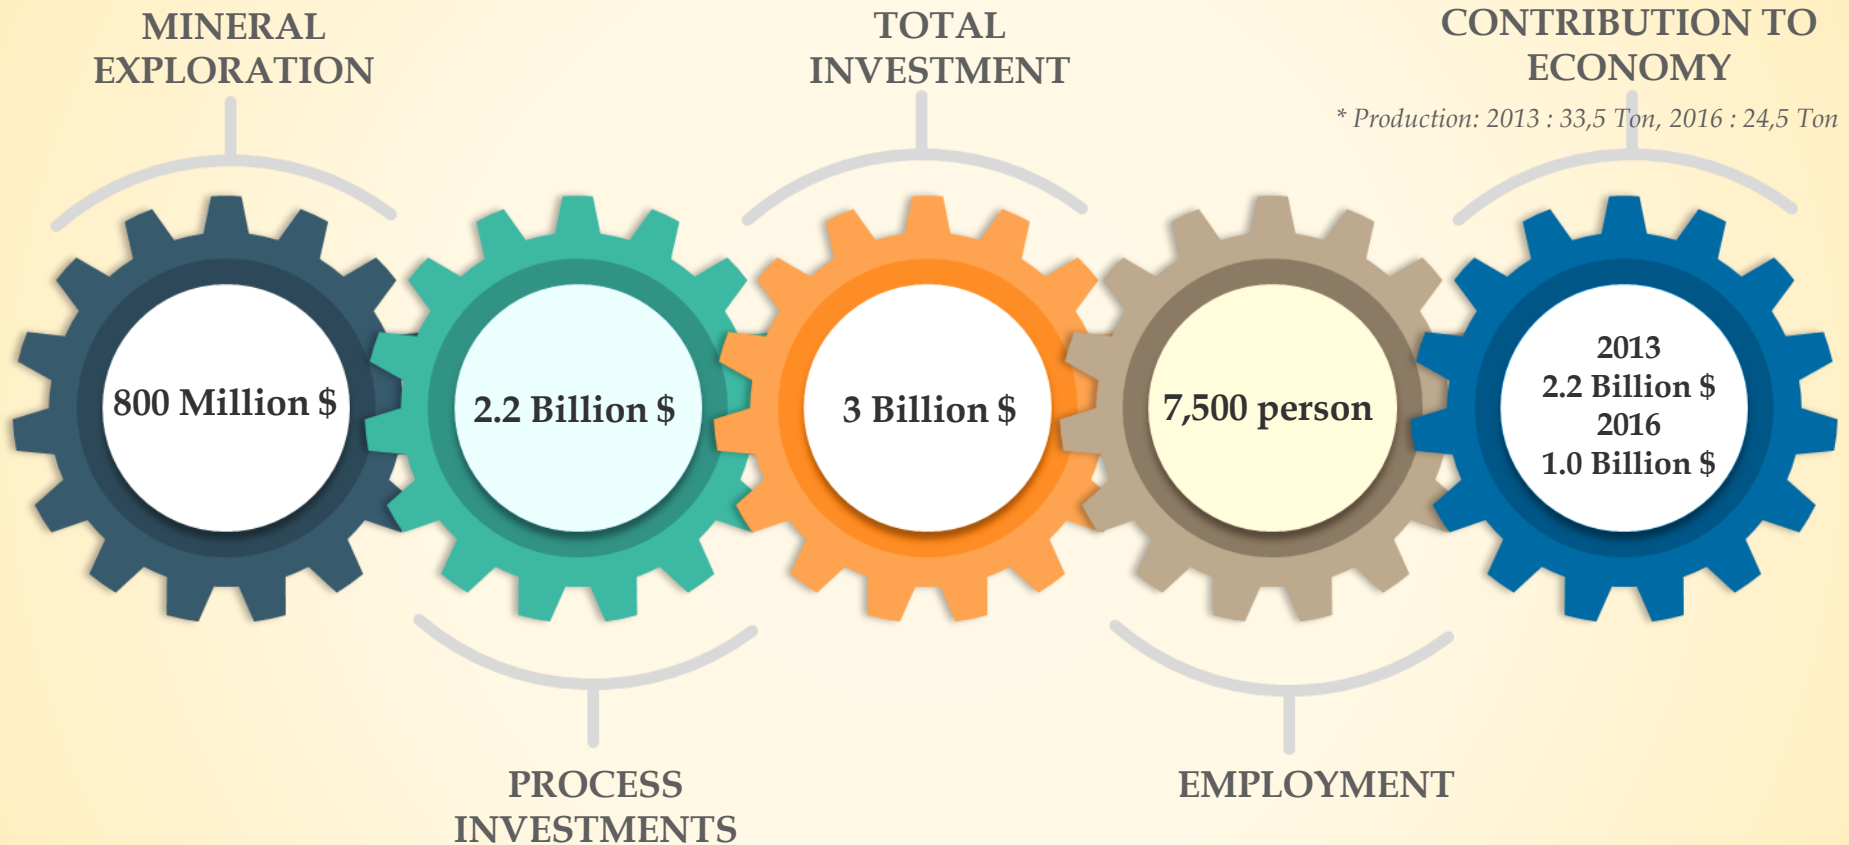 MINERAL
EXPLORATION
800 Million $
2.2 Billion $
PROCESS
INVESTMENTS
TOTAL
INVESTMENT
3 Billion $
7,500 person
EMPLOYMENT
CONTRIBUTION TO
ECONOMY
* Production: 2013 : 33,5 Ton, 2016 : 24,5 Ton
2013
2.2 Billion $
2016
1.0 Billion $